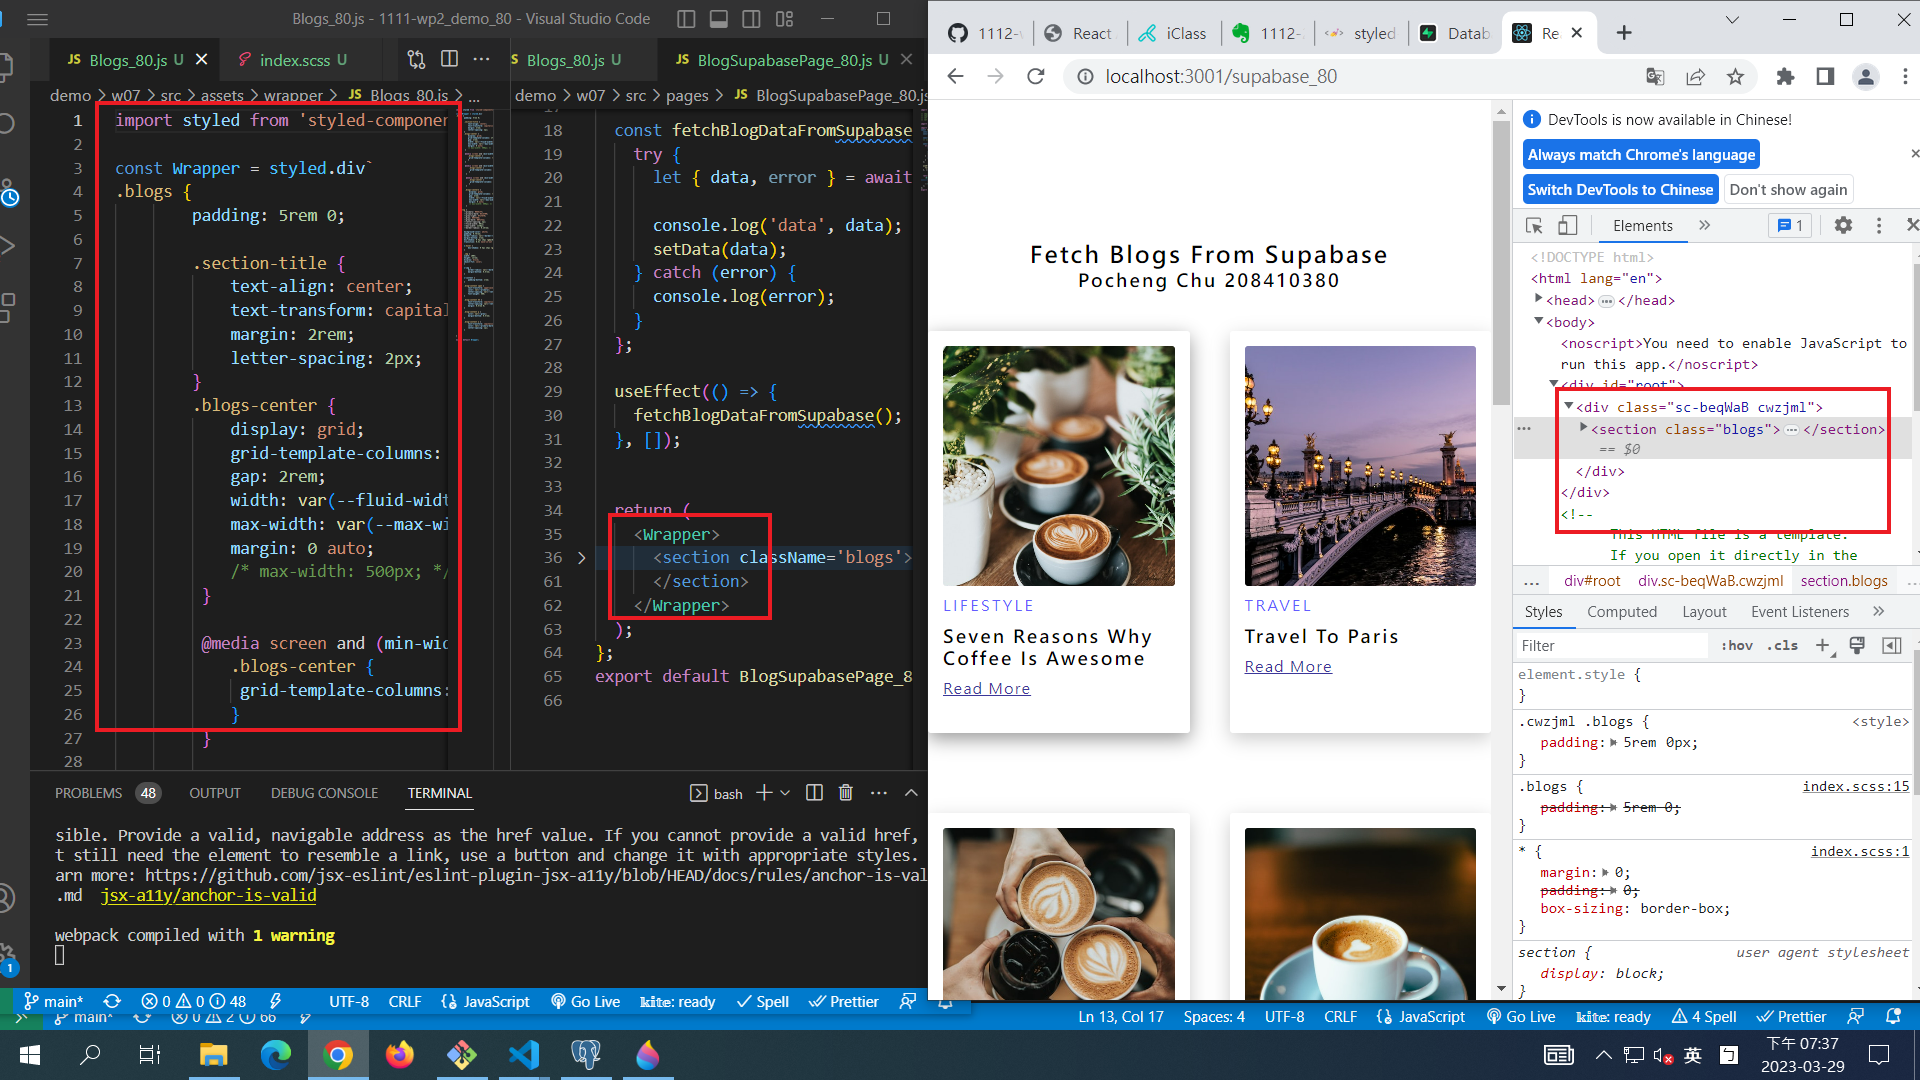 Blogs_80.js - 1111-wp2_demo_80 - Visual Studio Code
JS Blogs_80.js U
index.scss U
demo > w07 > src > assets > wrapper > JS Blogs_80.js > ...
1 import styled from 'styled-componen
2
3 const Wrapper = styled.div`
4 .blogs {
5 padding: 5rem 0;
6
7 .section-title {
8 text-align: center;
9 text-transform: capital
10 margin: 2rem;
11 letter-spacing: 2px;
12 }
13 .blogs-center {
14 display: grid;
15 grid-template-columns:
16 gap: 2rem;
17 width: var(--fluid-widt
18 max-width: var(--max-wi
19 margin: 0 auto;
20 /* max-width: 500px; */
21 }
22
23 @media screen and (min-wid
24 .blogs-center {
25 grid-template-columns:
26 }
27 }
28
S Blogs_80.js U
JS BlogSupabasePage_80.js U
demo > w07 > src > pages > JS BlogSupabasePage_80.js
17
18 const fetchBlogDataFromSupabase
19 try {
20 let { data, error } = await
21
22 console.log('data', data);
23 setData(data);
24 } catch (error) {
25 console.log(error);
26 }
27 };
28
29 useEffect(() => {
30 fetchBlogDataFromSupabase();
31 }, []);
32
33
34 return (
35 <Wrapper>
36 <section className='blogs'>
61 </section>
62 </Wrapper>
63 );
64 };
65 export default BlogSupabasePage_8
66
PROBLEMS 48 OUTPUT DEBUG CONSOLE TERMINAL
bash
sible. Provide a valid, navigable address as the href value. If you cannot provide a valid href,
t still need the element to resemble a link, use a button and change it with appropriate styles.
arn more: https://github.com/jsx-eslint/eslint-plugin-jsx-a11y/blob/HEAD/docs/rules/anchor-is-val
.md jsx-a11y/anchor-is-valid
webpack compiled with 1 warning
1
main* 0 0 48 UTF-8 CRLF JavaScript Go Live kite: ready Spell Prettier
main* 0 2 66
Ln 13, Col 17 Spaces: 4 UTF-8 CRLF JavaScript Go Live kite: ready 4 Spell Prettier
1112-
React
iClass
1112-
styled
Datab
Re
localhost:3001/supabase_80
Fetch Blogs From Supabase
Pocheng Chu 208410380
LIFESTYLE
Seven Reasons Why
Coffee Is Awesome
Read More
TRAVEL
Travel To Paris
Read More
DevTools is now available in Chinese!
Always match Chrome's language
Switch DevTools to Chinese
Don't show again
Elements
1
<!DOCTYPE html>
<html lang="en">
<head>…</head>
<body>
<noscript>You need to enable JavaScript to
run this app.</noscript>
<div id="root">
<div class="sc-beqWaB cwzjml">
<section class="blogs">…</section>
== $0
</div>
</div>
<!--
This HTML file is a template.
If you open it directly in the
... div#root div.sc-beqWaB.cwzjml section.blogs ...
Styles Computed Layout Event Listeners
Filter :hov .cls
element.style {
}
.cwzjml .blogs { <style>
padding: 5rem 0px;
}
.blogs { index.scss:15
padding: 5rem 0;
}
* { index.scss:1
margin: 0;
padding: 0;
box-sizing: border-box;
}
section { user agent stylesheet
display: block;
}
英
下午 07:37
2023-03-29